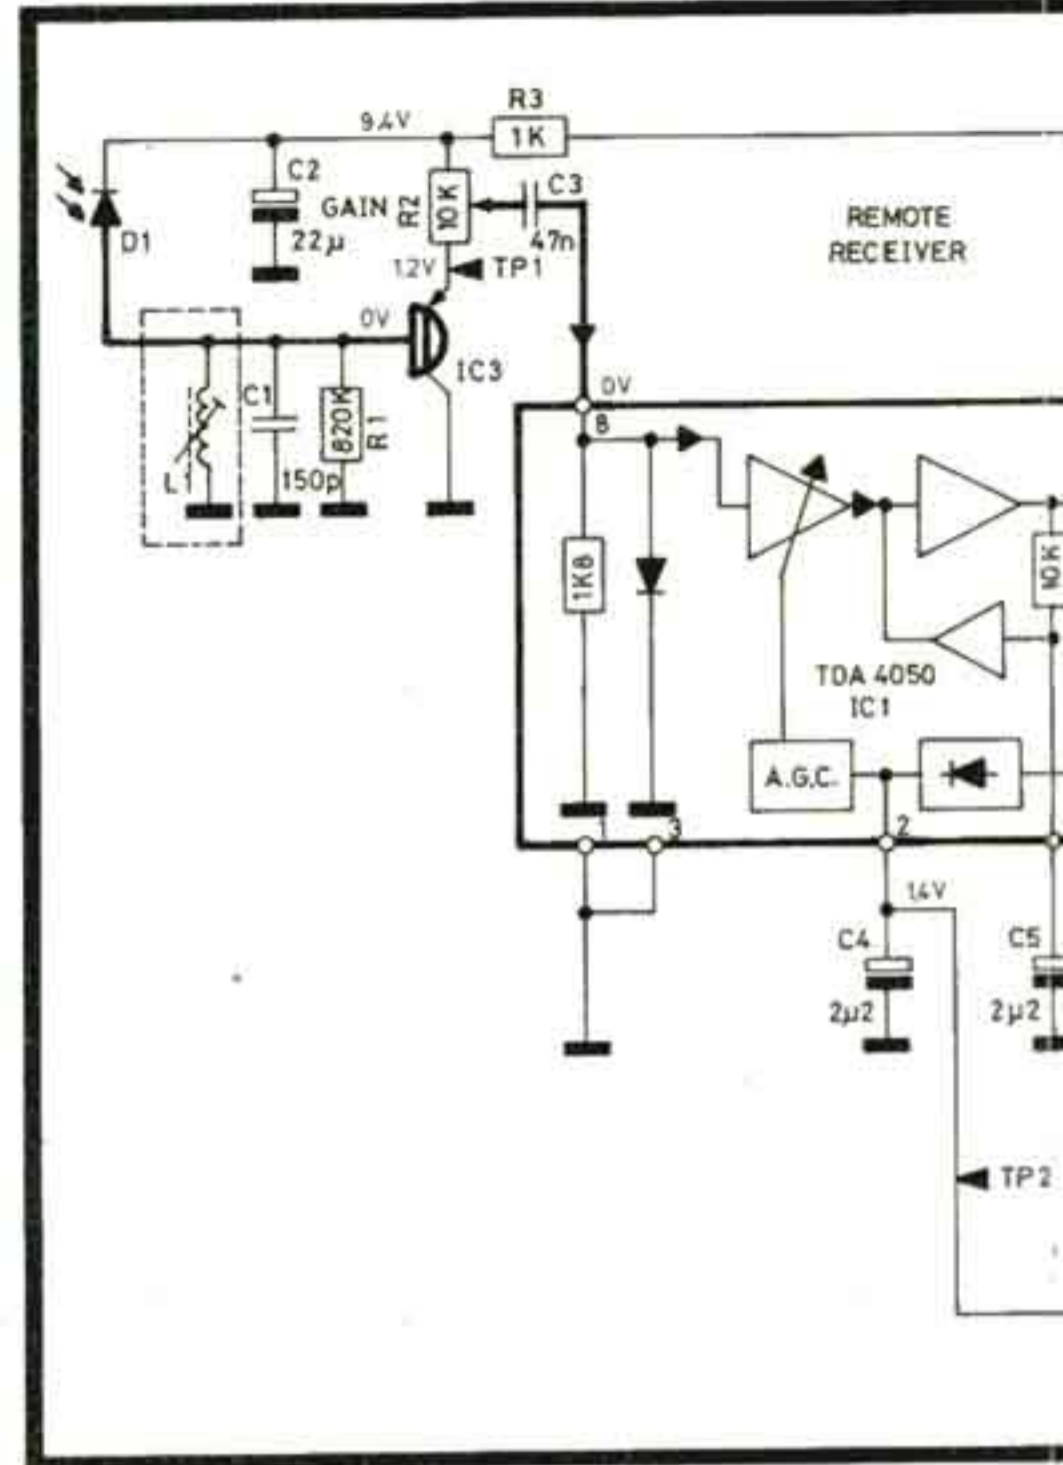 R3
9.4V
1K
C2
22µ
GAIN
R2
10K
C3
47n
D1
1.2V
TP1
REMOTE
RECEIVER
0V
IC3
0V
8
L1
C1
150p
820K
R1
1K8
10K
TDA 4050
IC1
A.G.C.
1
3
2
1.4V
C4
2µ2
C5
2µ2
TP2